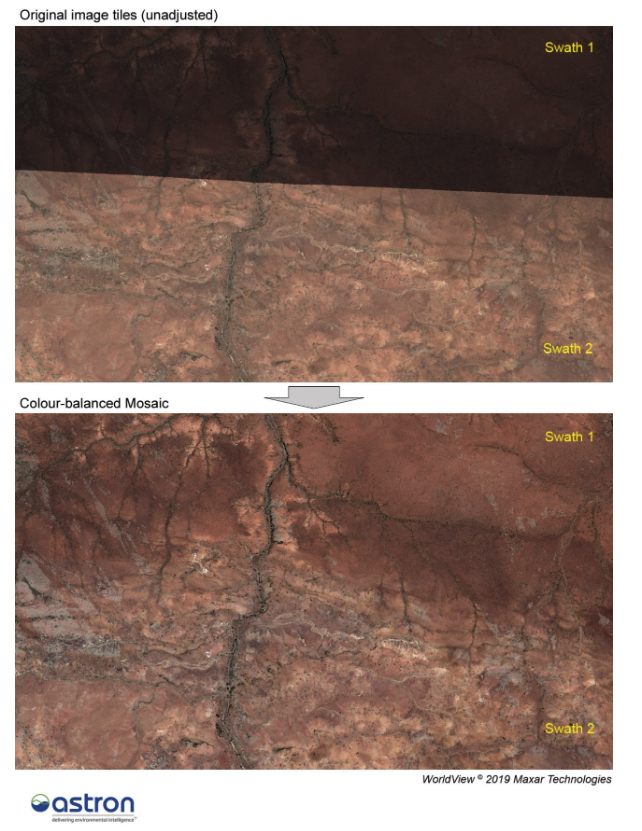 Original image tiles (unadjusted)
Swath 1
Swath 2
Colour-balanced Mosaic
Swath 1
Swath 2
WorldView © 2019 Maxar Technologies
astron
delivering environmental intelligence™